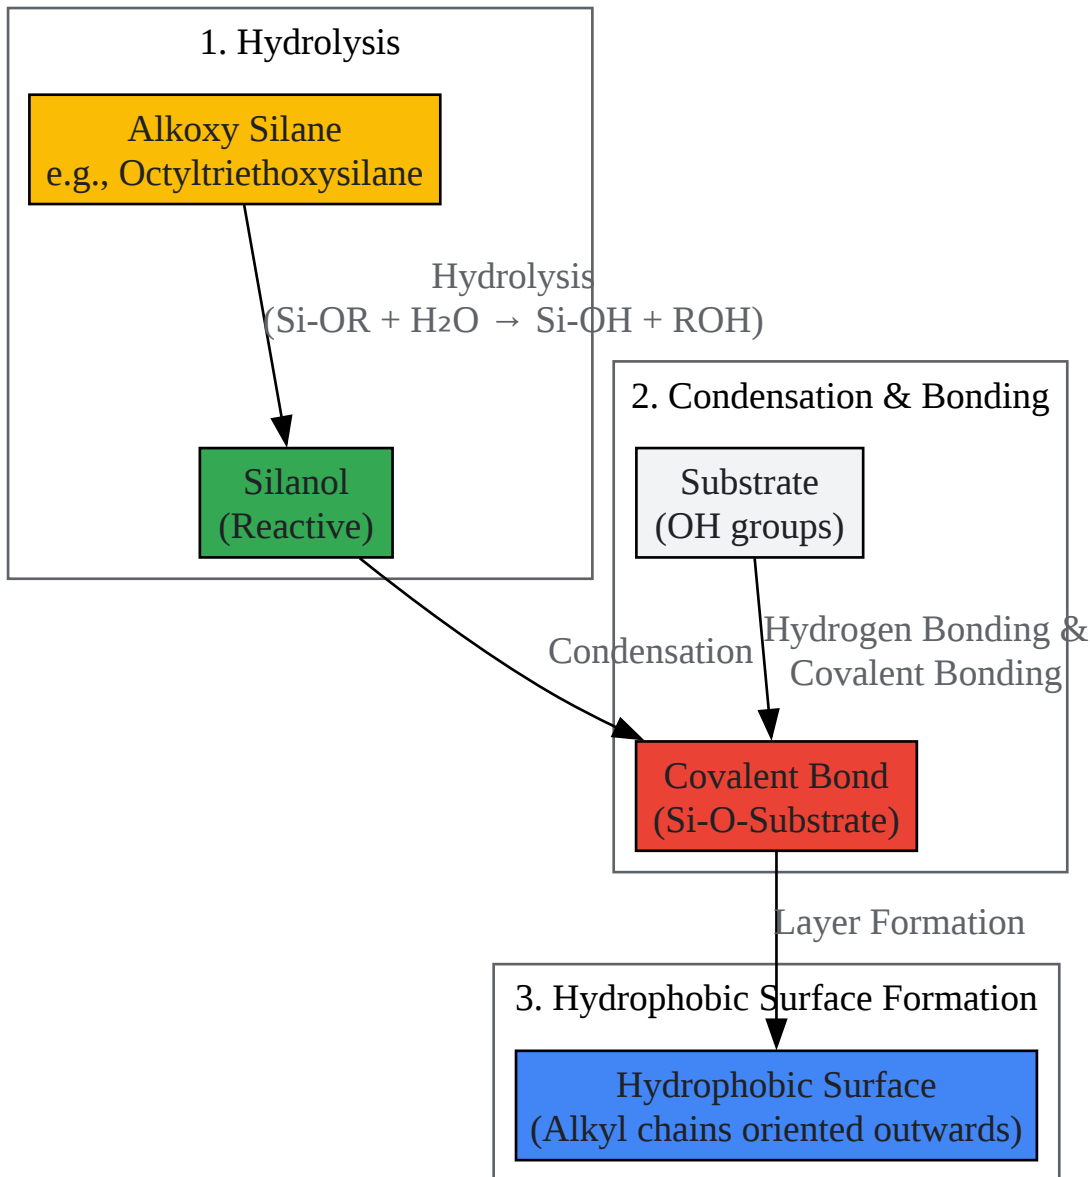 1. Hydrolysis
Alkoxy Silane
e.g., Octyltriethoxysilane
Hydrolysis
(Si-OR + H₂O → Si-OH + ROH)
Silanol
(Reactive)
2. Condensation & Bonding
Substrate
(OH groups)
Condensation
Hydrogen Bonding &
Covalent Bonding
Covalent Bond
(Si-O-Substrate)
Layer Formation
3. Hydrophobic Surface Formation
Hydrophobic Surface
(Alkyl chains oriented outwards)